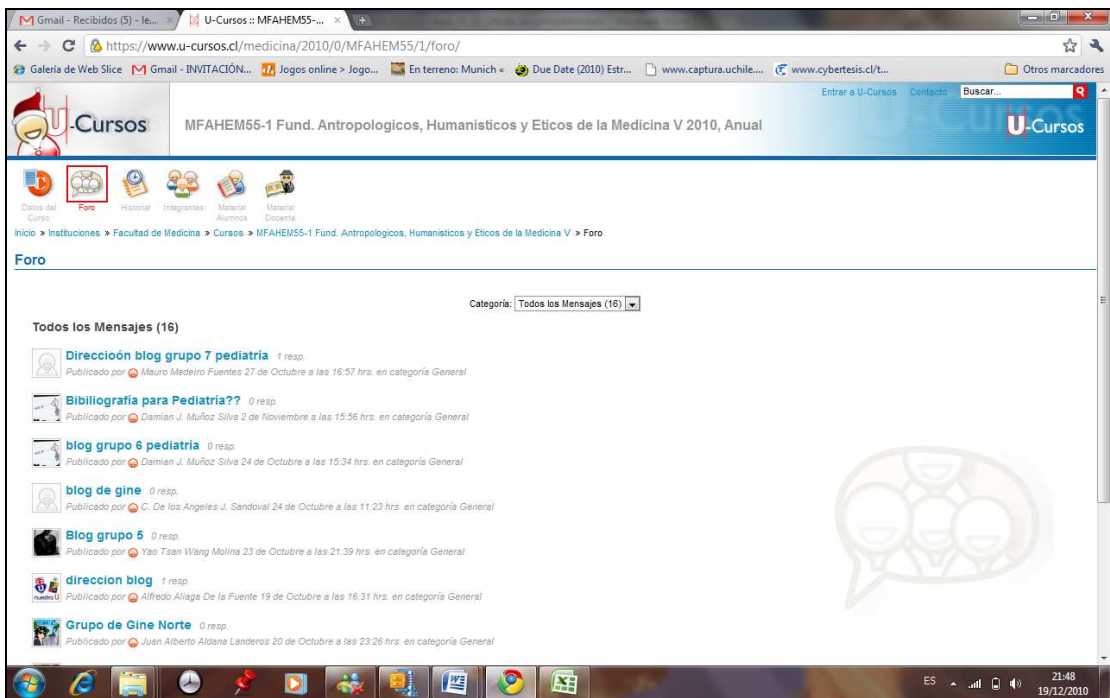 Gmail - Recibidos (5) - le...
U-Cursos :: MFAHEM55-...
https://www.u-cursos.cl/medicina/2010/0/MFAHEM55/1/foro/
Galería de Web Slice
Gmail - INVITACIÓN...
Jogos online > Jogo...
En terreno: Munich «
Due Date (2010) Estr...
www.captura.uchile....
www.cybertesis.cl/t...
Otros marcadores
Entrar a U-Cursos Contacto Buscar...
U-Cursos
MFAHEM55-1 Fund. Antropologicos, Humanisticos y Eticos de la Medicina V 2010, Anual
U-Cursos
Datos del Curso
Foro
Historial
Integrantes
Material Alumnos
Material Docente
Inicio » Instituciones » Facultad de Medicina » Cursos » MFAHEM55-1 Fund. Antropologicos, Humanisticos y Eticos de la Medicina V » Foro
Foro
Categoría: Todos los Mensajes (16)
Todos los Mensajes (16)
Direccioón blog grupo 7 pediatría 1 resp.
Publicado por Mauro Medeiro Fuentes 27 de Octubre a las 16:57 hrs. en categoría General
Bibiliografía para Pediatría?? 0 resp.
Publicado por Damian J. Muñoz Silva 2 de Noviembre a las 15:56 hrs. en categoría General
blog grupo 6 pediatría 0 resp.
Publicado por Damian J. Muñoz Silva 24 de Octubre a las 15:34 hrs. en categoría General
blog de gine 0 resp.
Publicado por C. De los Angeles J. Sandoval 24 de Octubre a las 11:23 hrs. en categoría General
Blog grupo 5 0 resp.
Publicado por Yao Tsan Wang Molina 23 de Octubre a las 21:39 hrs. en categoría General
direccion blog 1 resp.
Publicado por Alfredo Aliaga De la Fuente 19 de Octubre a las 16:31 hrs. en categoría General
Grupo de Gine Norte 0 resp.
Publicado por Juan Alberto Aldana Landeros 20 de Octubre a las 23:26 hrs. en categoría General
ES
21:48
19/12/2010